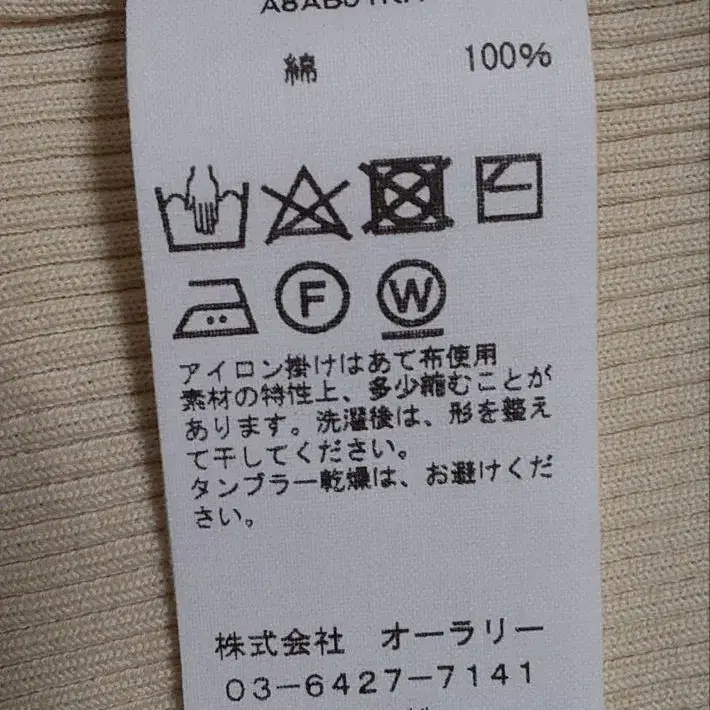 綿 100%
F W
アイロン掛けはあて布使用
素材の特性上、多少縮むことが
あります。洗濯後は、形を整え
て干してください。
タンブラー乾燥は、お避けくだ
さい。
株式会社 オーラリー
03-6427-7141